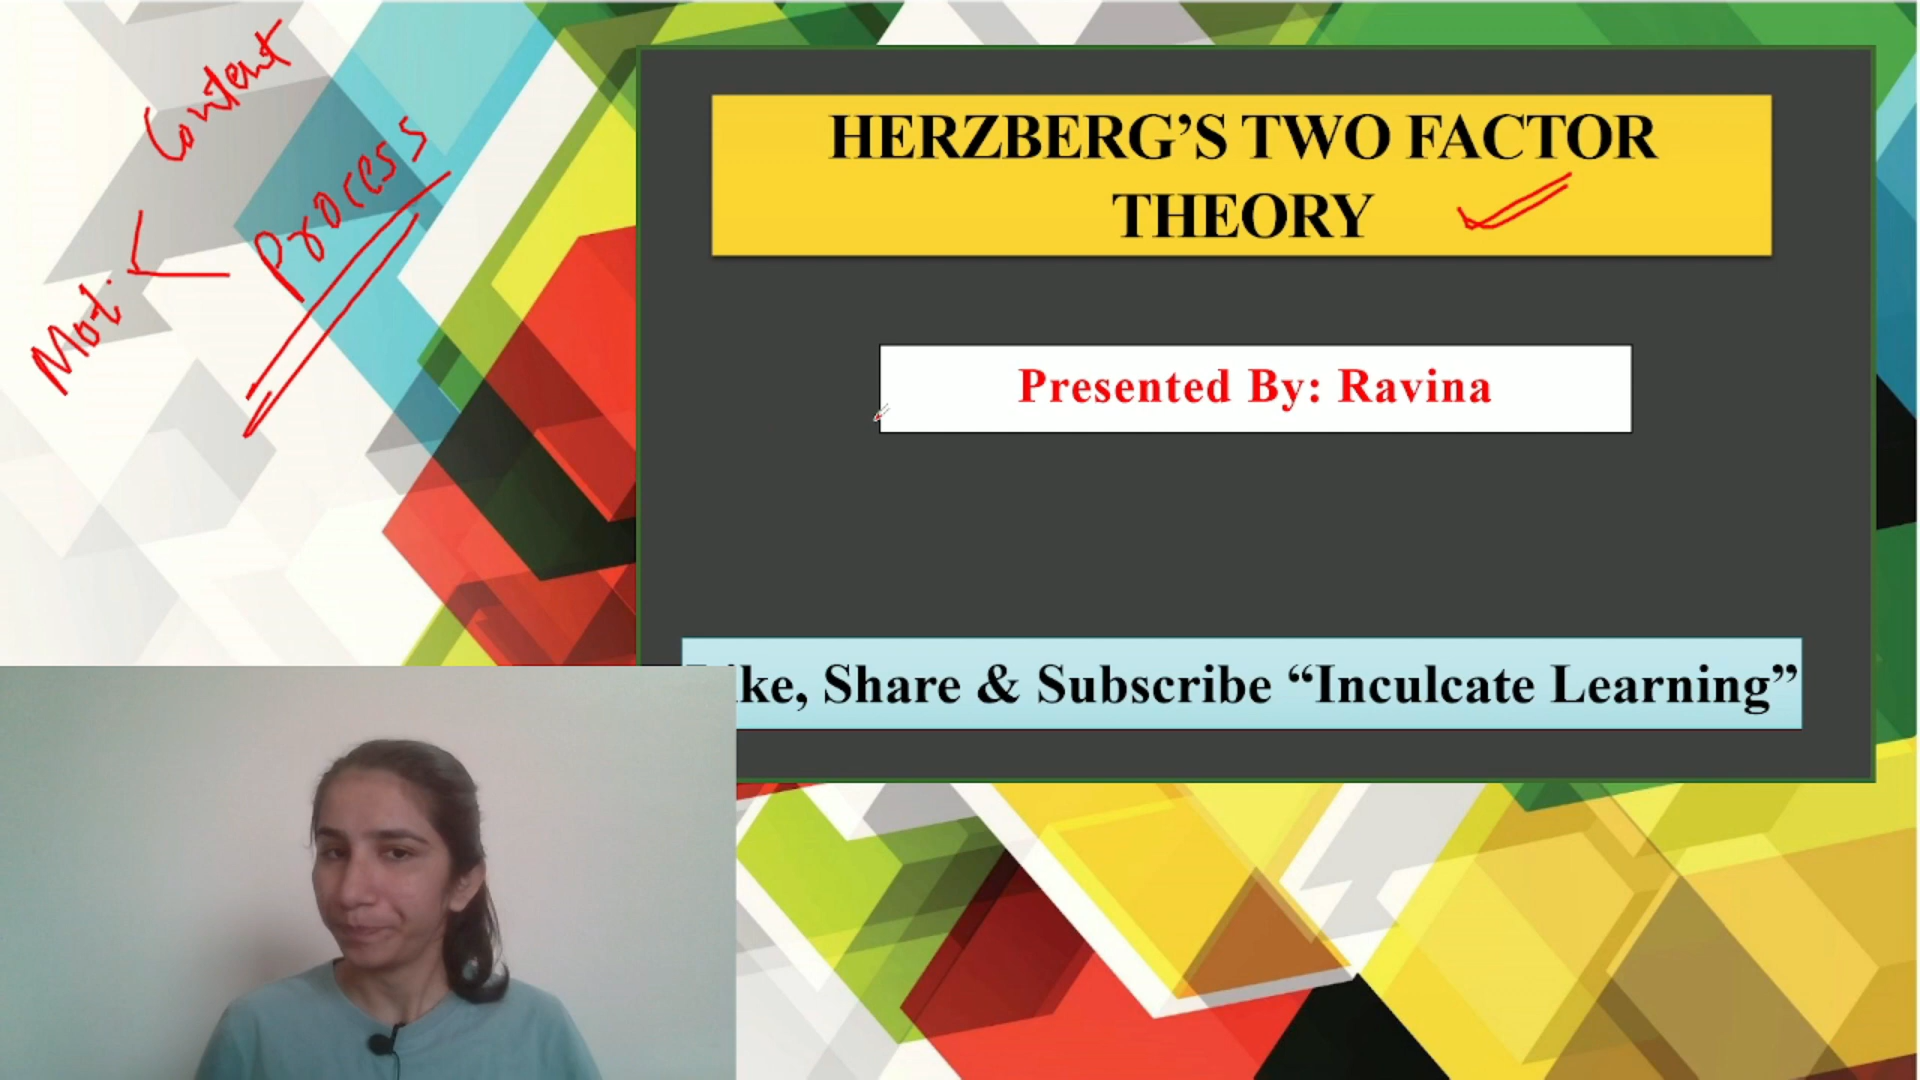 Content
Process
Mot.
HERZBERG’S TWO FACTOR
THEORY
Presented By: Ravina
ke, Share & Subscribe “Inculcate Learning”